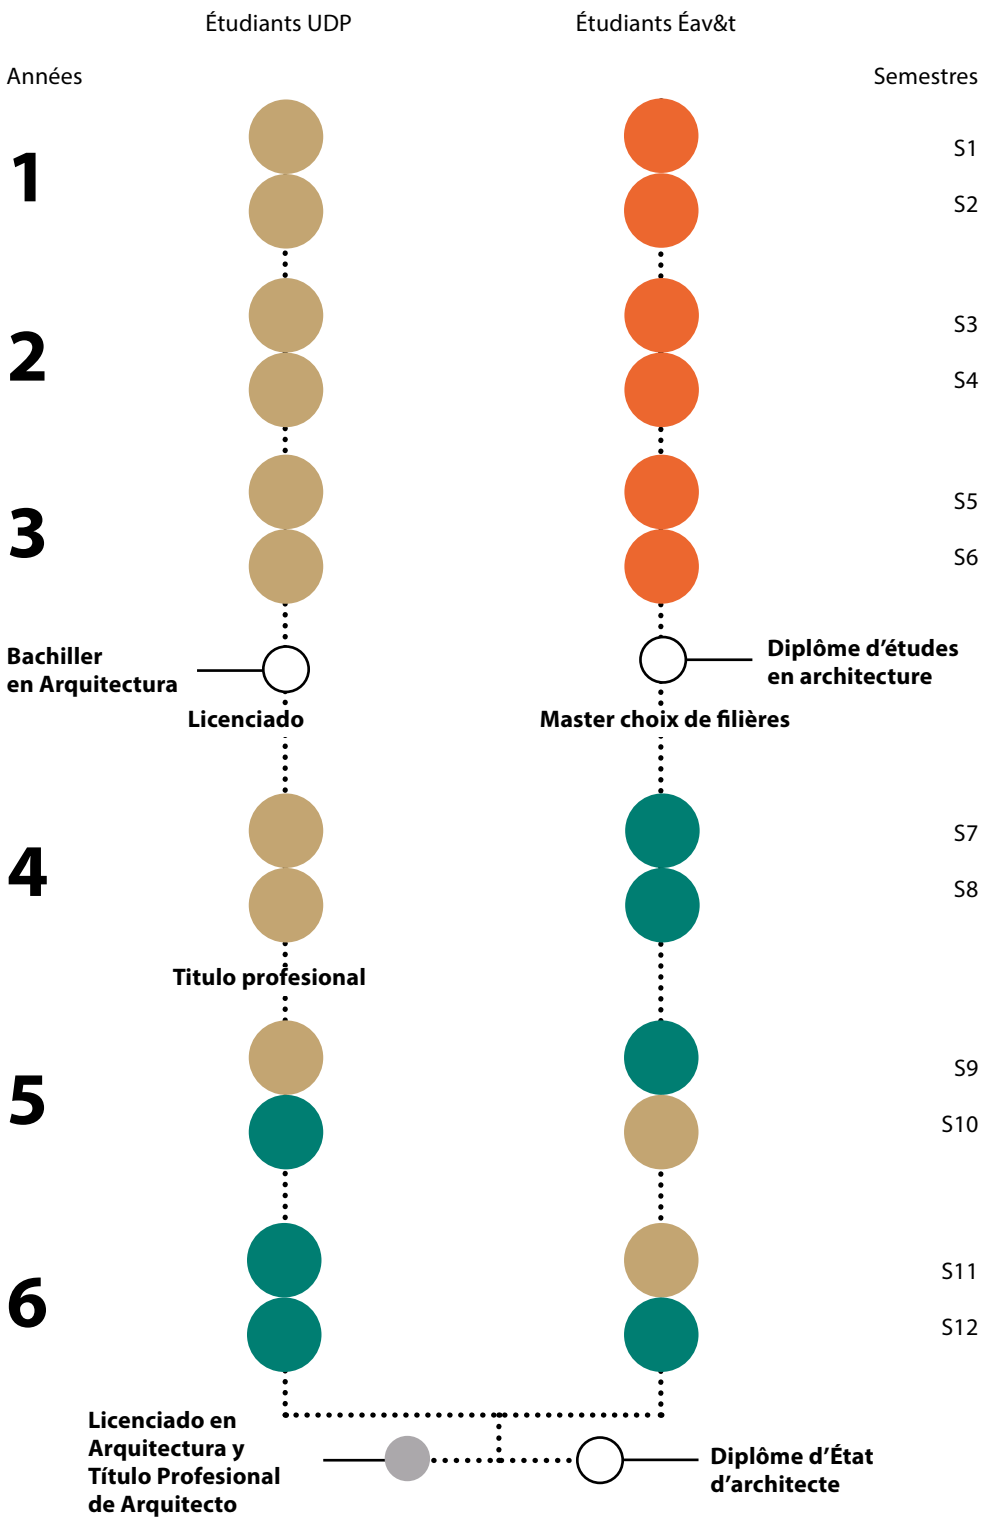 Étudiants UDP
Étudiants Éav&t
Années
Semestres
1
S1
S2
2
S3
S4
3
S5
S6
Bachiller
en Arquitectura
Diplôme d’études
en architecture
Licenciado
Master choix de filières
4
S7
S8
Titulo profesional
5
S9
S10
6
S11
S12
Licenciado en
Arquitectura y
Título Profesional
de Arquitecto
Diplôme d’État
d’architecte